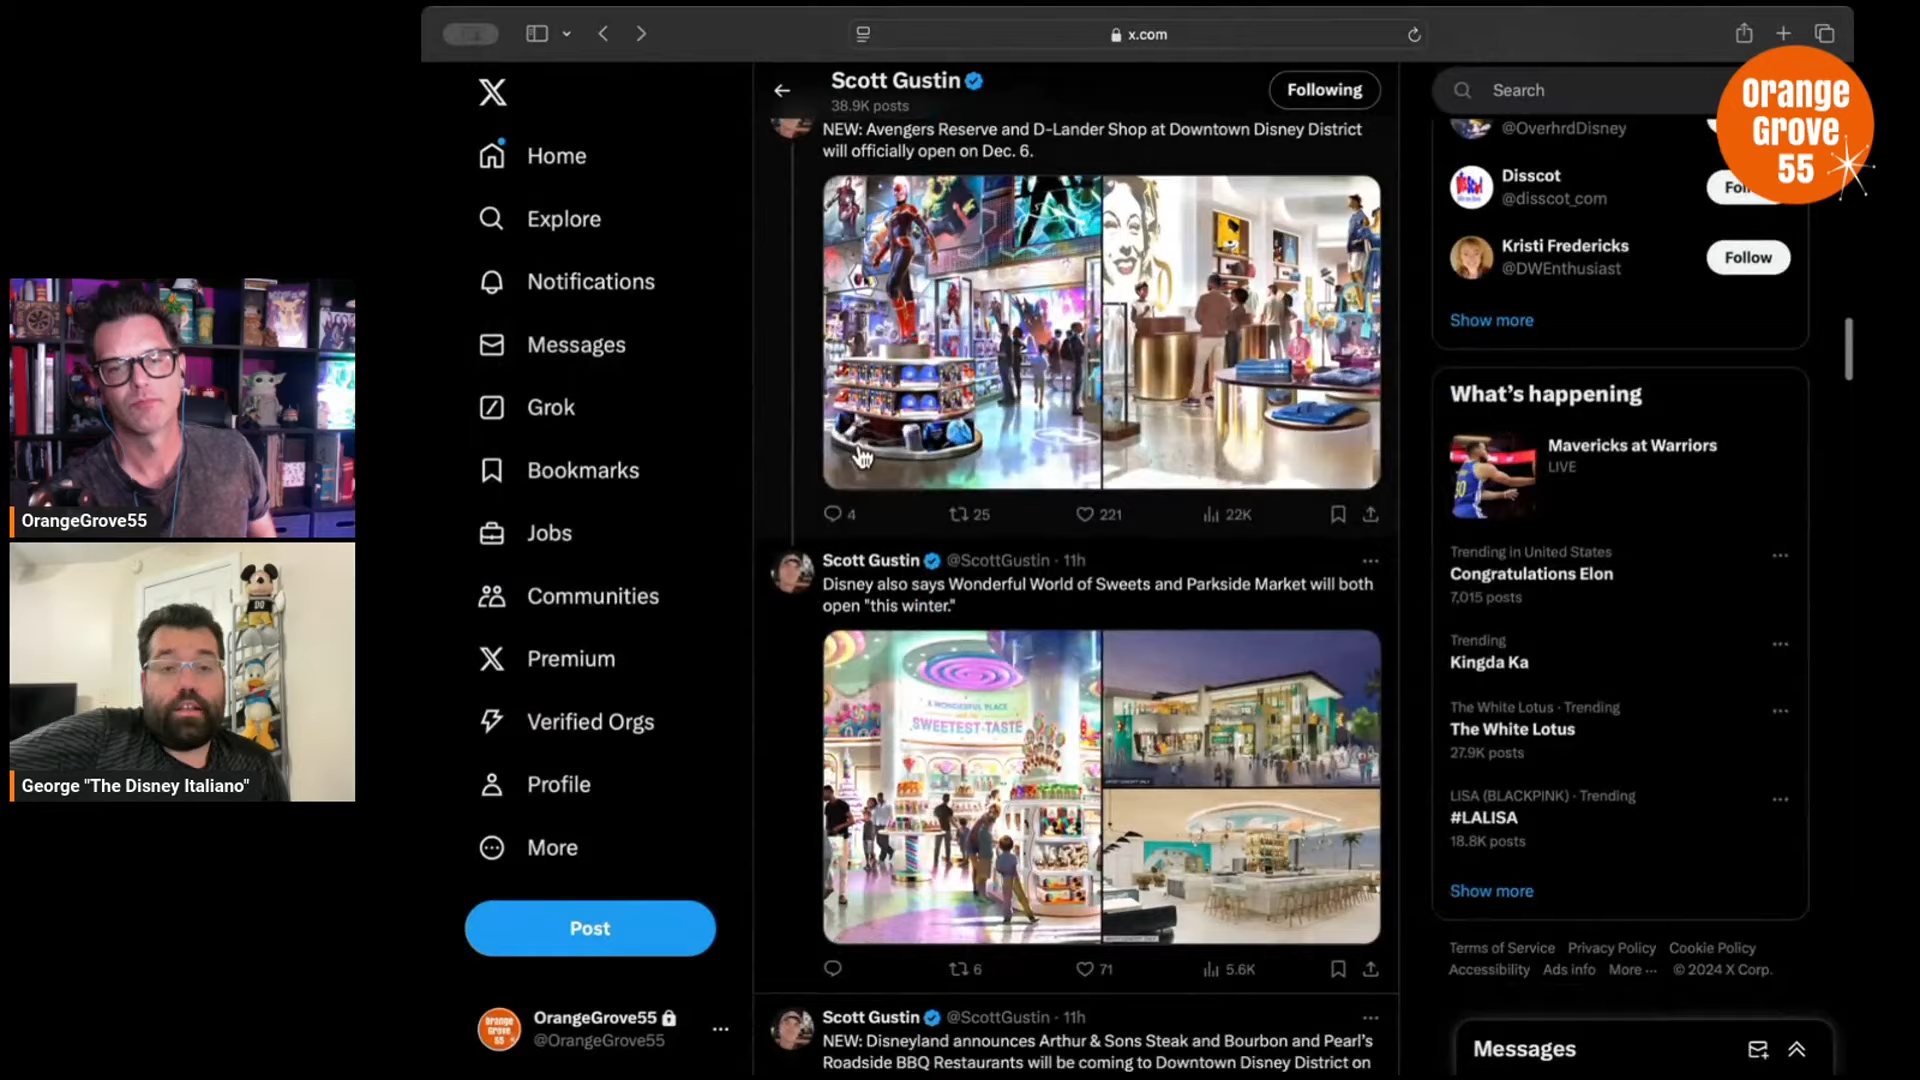 x.com
Scott Gustin
38.9K posts
Following
Search
Orange
Grove
55
Home
Explore
Notifications
Messages
Grok
Bookmarks
Jobs
Communities
Premium
Verified Orgs
Profile
More
Post
OrangeGrove55
@OrangeGrove55
NEW: Avengers Reserve and D-Lander Shop at Downtown Disney District
will officially open on Dec. 6.
4
25
221
22K
Scott Gustin @ScottGustin · 11h
Disney also says Wonderful World of Sweets and Parkside Market will both
open "this winter."
A WONDERFUL PLACE
SWEETEST TASTE
6
71
5.6K
Scott Gustin @ScottGustin · 11h
NEW: Disneyland announces Arthur & Sons Steak and Bourbon and Pearl's
Roadside BBQ Restaurants will be coming to Downtown Disney District on
@OverhrdDisney
Disscot
@disscot_com
Kristi Fredericks
@DWEnthusiast
Follow
Show more
What's happening
Mavericks at Warriors
LIVE
Trending in United States
Congratulations Elon
7,015 posts
Trending
Kingda Ka
The White Lotus · Trending
The White Lotus
27.9K posts
LISA (BLACKPINK) · Trending
#LALISA
18.8K posts
Show more
Terms of Service Privacy Policy Cookie Policy
Accessibility Ads info More ··· © 2024 X Corp.
Messages
OrangeGrove55
George "The Disney Italiano"